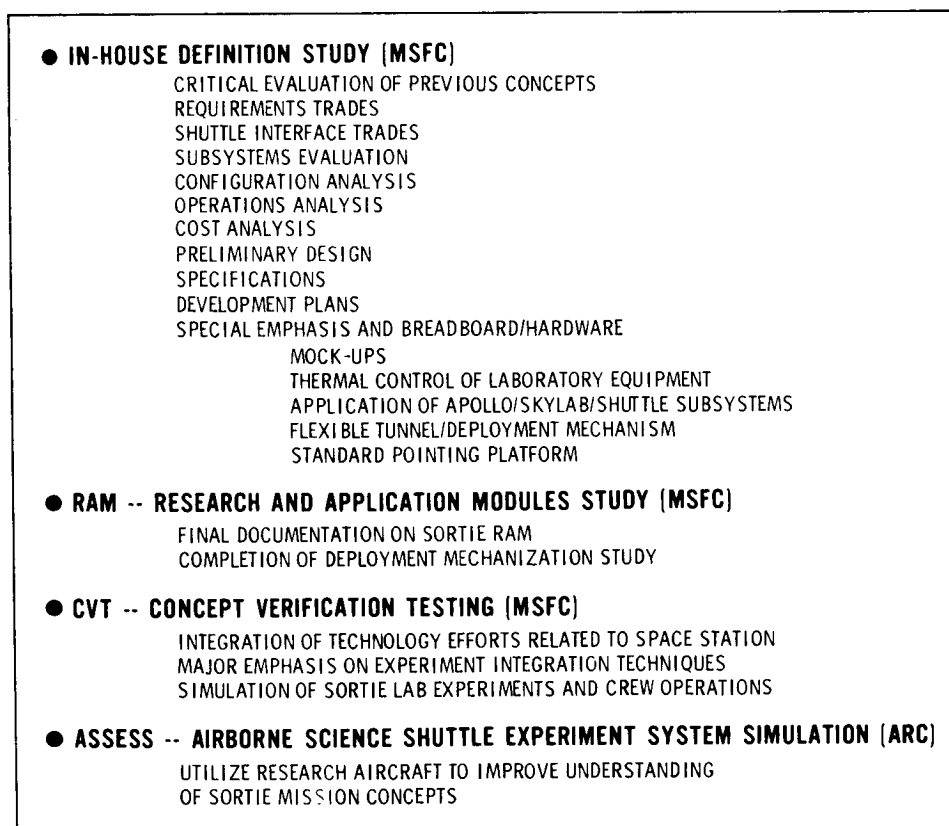 ● IN-HOUSE DEFINITION STUDY (MSFC)
CRITICAL EVALUATION OF PREVIOUS CONCEPTS
REQUIREMENTS TRADES
SHUTTLE INTERFACE TRADES
SUBSYSTEMS EVALUATION
CONFIGURATION ANALYSIS
OPERATIONS ANALYSIS
COST ANALYSIS
PRELIMINARY DESIGN
SPECIFICATIONS
DEVELOPMENT PLANS
SPECIAL EMPHASIS AND BREADBOARD/HARDWARE
MOCK-UPS
THERMAL CONTROL OF LABORATORY EQUIPMENT
APPLICATION OF APOLLO/SKYLAB/SHUTTLE SUBSYSTEMS
FLEXIBLE TUNNEL/DEPLOYMENT MECHANISM
STANDARD POINTING PLATFORM
● RAM -- RESEARCH AND APPLICATION MODULES STUDY (MSFC)
FINAL DOCUMENTATION ON SORTIE RAM
COMPLETION OF DEPLOYMENT MECHANIZATION STUDY
● CVT -- CONCEPT VERIFICATION TESTING (MSFC)
INTEGRATION OF TECHNOLOGY EFFORTS RELATED TO SPACE STATION
MAJOR EMPHASIS ON EXPERIMENT INTEGRATION TECHNIQUES
SIMULATION OF SORTIE LAB EXPERIMENTS AND CREW OPERATIONS
● ASSESS -- AIRBORNE SCIENCE SHUTTLE EXPERIMENT SYSTEM SIMULATION (ARC)
UTILIZE RESEARCH AIRCRAFT TO IMPROVE UNDERSTANDING
OF SORTIE MISSION CONCEPTS